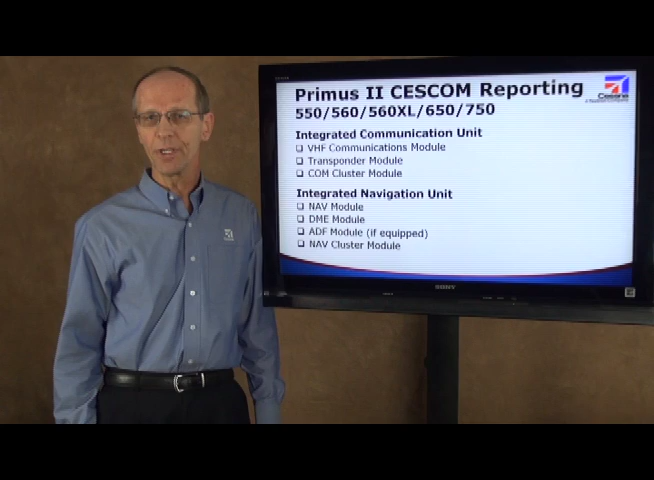 Primus II CESCOM Reporting
550/560/560XL/650/750
Cessna
Integrated Communication Unit
❑ VHF Communications Module
❑ Transponder Module
❑ COM Cluster Module
Integrated Navigation Unit
❑ NAV Module
❑ DME Module
❑ ADF Module (if equipped)
❑ NAV Cluster Module
SONY